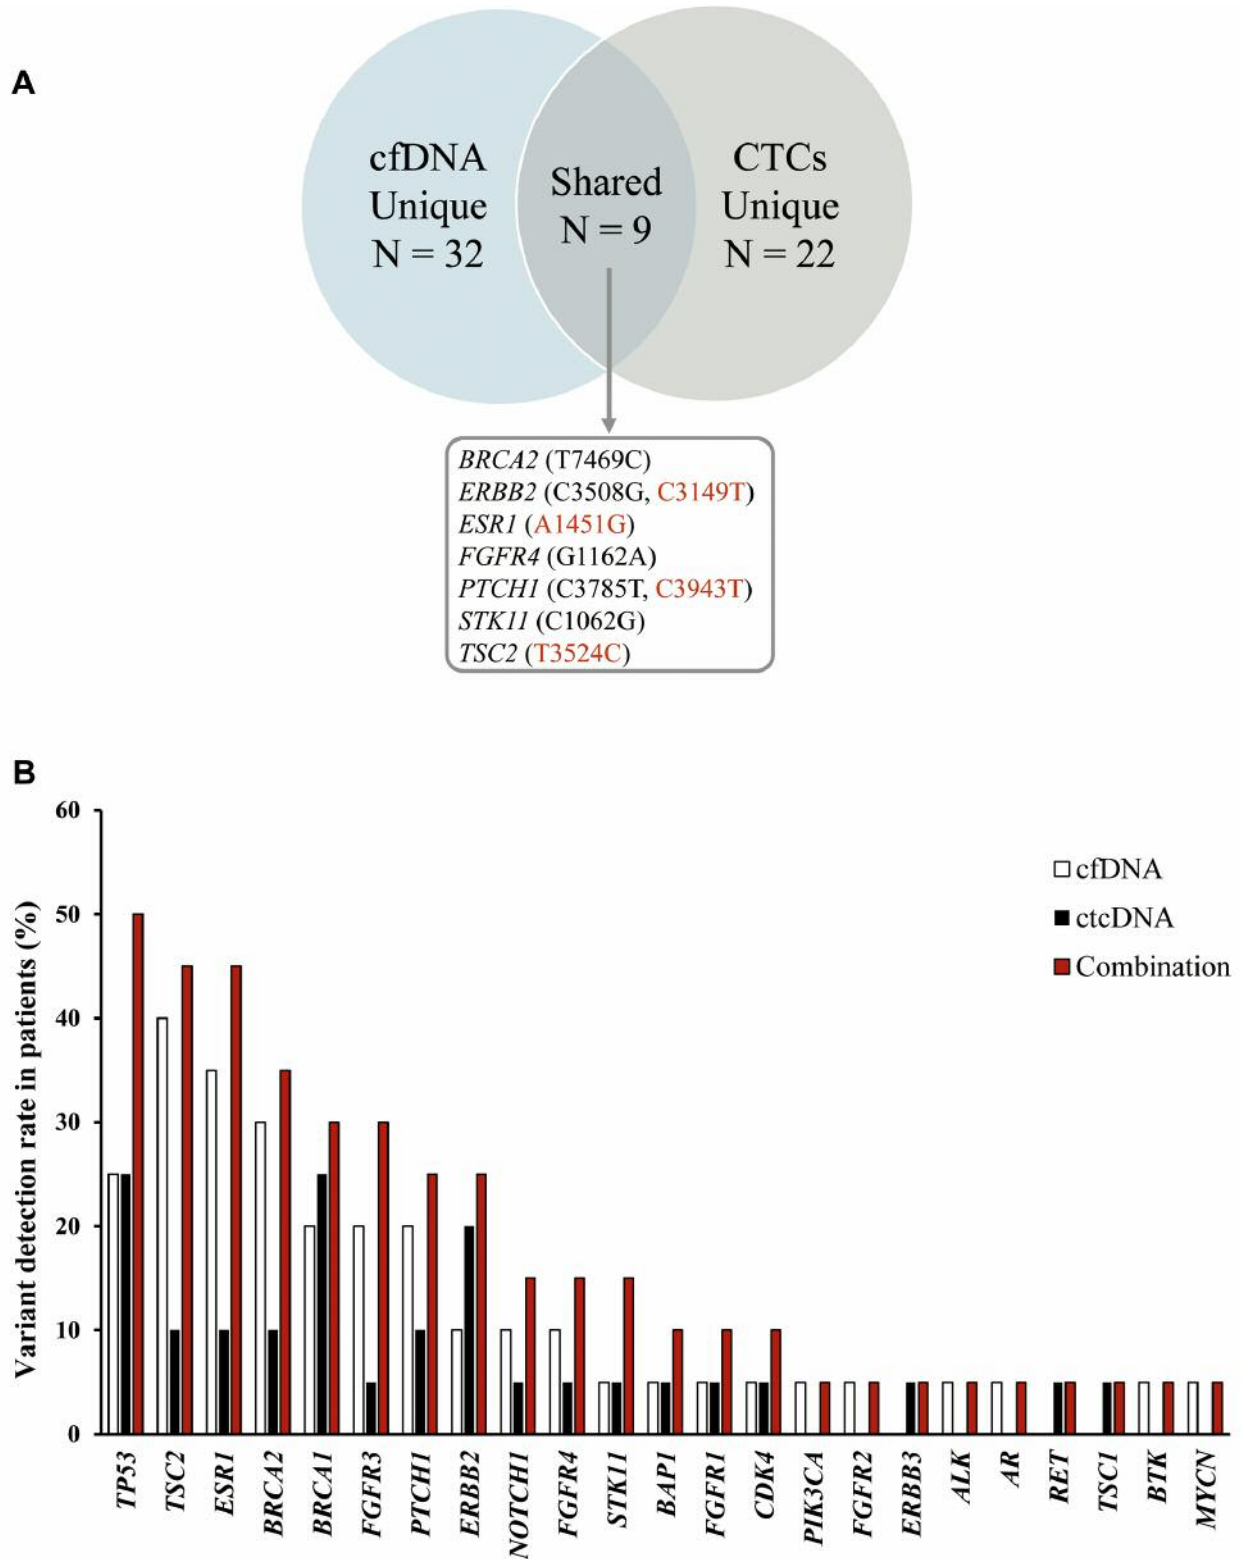 A
cfDNA
Unique
N = 32
Shared
N = 9
CTCs
Unique
N = 22
BRCA2 (T7469C)
ERBB2 (C3508G, C3149T)
ESR1 (A1451G)
FGFR4 (G1162A)
PTCH1 (C3785T, C3943T)
STK11 (C1062G)
TSC2 (T3524C)
B
Variant detection rate in patients (%)
60
50
40
30
20
10
0
cfDNA
ctcDNA
Combination
TP53
TSC2
ESR1
BRCA2
BRCA1
FGFR3
PTCH1
ERBB2
NOTCH1
FGFR4
STK11
BAP1
FGFR1
CDK4
PIK3CA
FGFR2
ERBB3
ALK
AR
RET
TSC1
BTK
MYCN